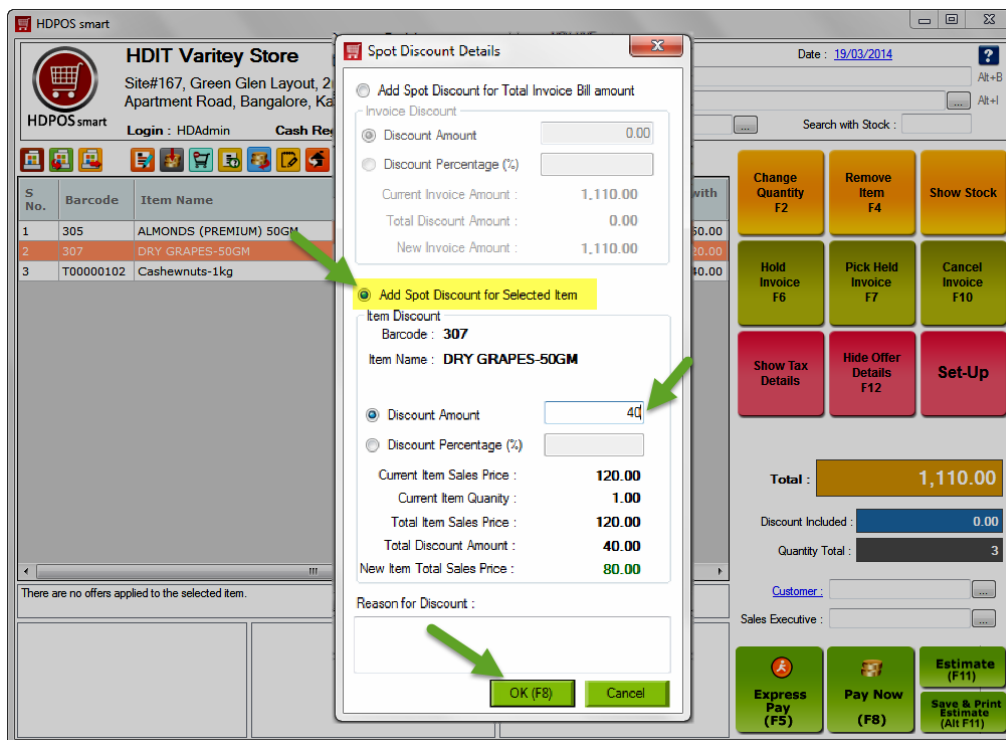 HDPOS smart
HDIT Varitey Store
Site#167, Green Glen Layout, 2
Apartment Road, Bangalore, Ka
HDPOS smart
Login : HDAdmin Cash Reg
Date : 19/03/2014
?
Alt+B
... Alt+I
... Search with Stock :
S No. Barcode Item Name with
1 305 ALMONDS (PREMIUM) 50GM 50.00
2 307 DRY GRAPES-50GM 20.00
3 T00000102 Cashewnuts-1kg 40.00
There are no offers applied to the selected item.
Spot Discount Details
Add Spot Discount for Total Invoice Bill amount
Invoice Discount
Discount Amount 0.00
Discount Percentage (%)
Current Invoice Amount : 1,110.00
Total Discount Amount : 0.00
New Invoice Amount : 1,110.00
Add Spot Discount for Selected Item
Item Discount
Barcode : 307
Item Name : DRY GRAPES-50GM
Discount Amount 40
Discount Percentage (%)
Current Item Sales Price : 120.00
Current Item Quanity : 1.00
Total Item Sales Price : 120.00
Total Discount Amount : 40.00
New Item Total Sales Price : 80.00
Reason for Discount :
OK (F8) Cancel
Change Quantity F2
Remove Item F4
Show Stock
Hold Invoice F6
Pick Held Invoice F7
Cancel Invoice F10
Show Tax Details
Hide Offer Details F12
Set-Up
Total : 1,110.00
Discount Included : 0.00
Quantity Total : 3
Customer : ...
Sales Executive : ...
Express Pay (F5)
Pay Now (F8)
Estimate (F11)
Save & Print Estimate (Alt F11)